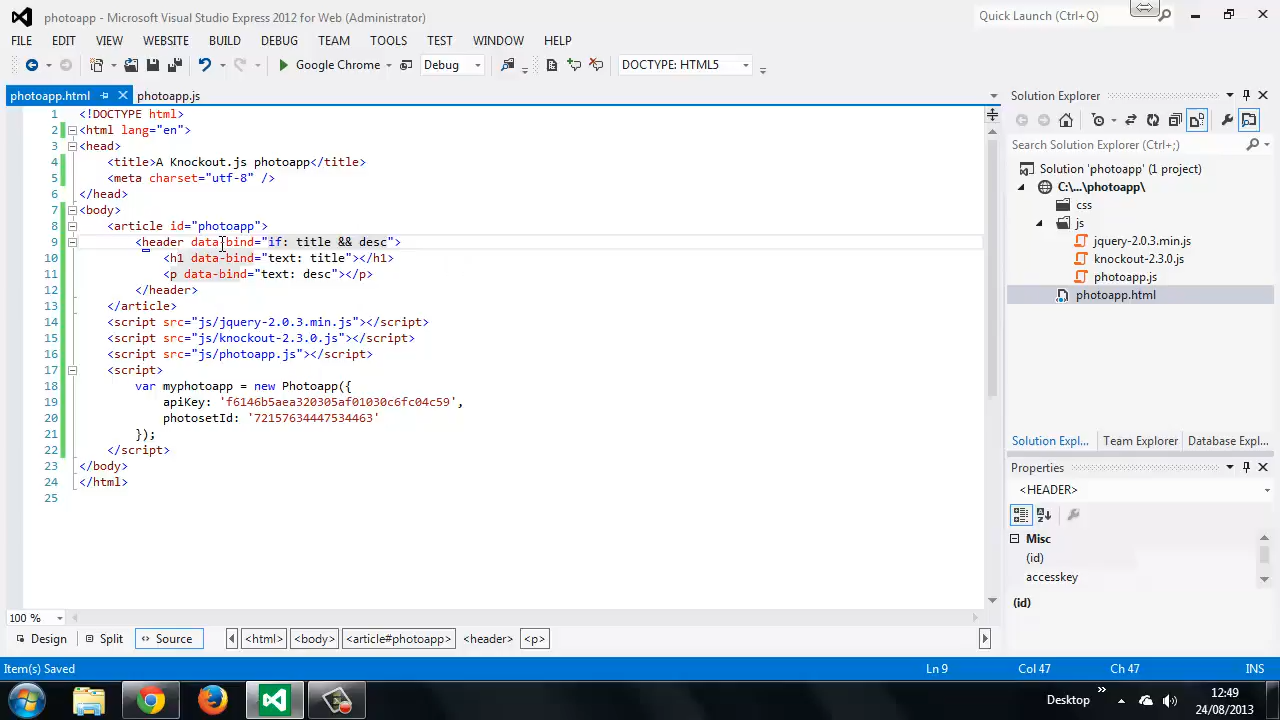 photoapp - Microsoft Visual Studio Express 2012 for Web (Administrator)
Quick Launch (Ctrl+Q)
FILE EDIT VIEW WEBSITE BUILD DEBUG TEAM TOOLS TEST WINDOW HELP
Google Chrome Debug DOCTYPE: HTML5
photoapp.html photoapp.js
1 <!DOCTYPE html>
2 <html lang="en">
3 <head>
4 <title>A Knockout.js photoapp</title>
5 <meta charset="utf-8" />
6 </head>
7 <body>
8 <article id="photoapp">
9 <header data-bind="if: title && desc">
10 <h1 data-bind="text: title"></h1>
11 <p data-bind="text: desc"></p>
12 </header>
13 </article>
14 <script src="js/jquery-2.0.3.min.js"></script>
15 <script src="js/knockout-2.3.0.js"></script>
16 <script src="js/photoapp.js"></script>
17 <script>
18 var myphotoapp = new Photoapp({
19 apiKey: 'f6146b5aea320305af01030c6fc04c59',
20 photosetId: '72157634447534463'
21 });
22 </script>
23 </body>
24 </html>
25
100 %
Design Split Source <html> <body> <article#photoapp> <header> <p>
Solution Explorer
Search Solution Explorer (Ctrl+;)
Solution 'photoapp' (1 project)
C:\...\photoapp\
css
js
jquery-2.0.3.min.js
knockout-2.3.0.js
photoapp.js
photoapp.html
Solution Expl... Team Explorer Database Expl...
Properties
<HEADER>
Misc
(id)
accesskey
(id)
Item(s) Saved Ln 9 Col 47 Ch 47 INS
Desktop
12:49
24/08/2013